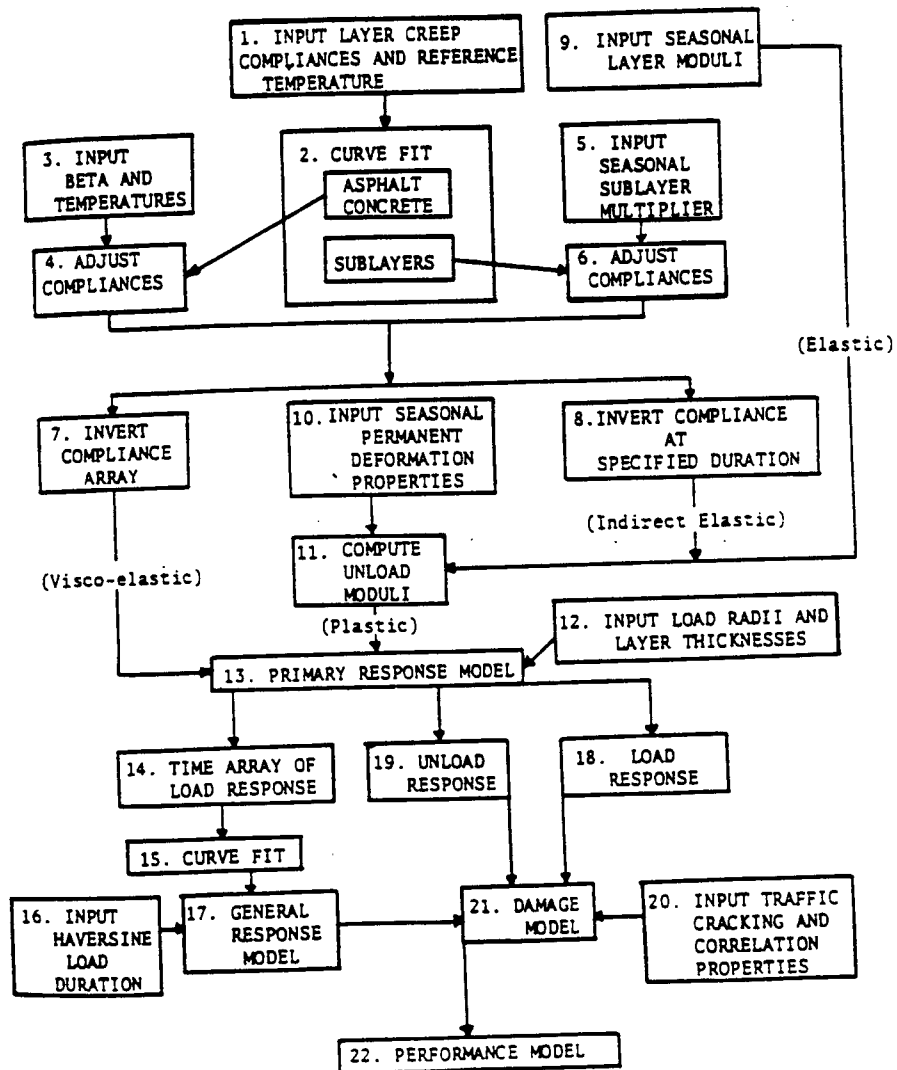 1. INPUT LAYER CREEP
COMPLIANCES AND REFERENCE
TEMPERATURE
9. INPUT SEASONAL
LAYER MODULI
3. INPUT
BETA AND
TEMPERATURES
2. CURVE FIT
ASPHALT
CONCRETE
SUBLAYERS
5. INPUT
SEASONAL
SUBLAYER
MULTIPLIER
4. ADJUST
COMPLIANCES
6. ADJUST
COMPLIANCES
(Elastic)
7. INVERT
COMPLIANCE
ARRAY
10. INPUT SEASONAL
PERMANENT
DEFORMATION
PROPERTIES
8. INVERT COMPLIANCE
AT
SPECIFIED DURATION
(Indirect Elastic)
(Visco-elastic)
11. COMPUTE
UNLOAD
MODULI
(Plastic)
12. INPUT LOAD RADII AND
LAYER THICKNESSES
13. PRIMARY RESPONSE MODEL
14. TIME ARRAY OF
LOAD RESPONSE
19. UNLOAD
RESPONSE
18. LOAD
RESPONSE
15. CURVE FIT
16. INPUT
HAVERSINE
LOAD
DURATION
17. GENERAL
RESPONSE
MODEL
21. DAMAGE
MODEL
20. INPUT TRAFFIC
CRACKING AND
CORRELATION
PROPERTIES
22. PERFORMANCE MODEL